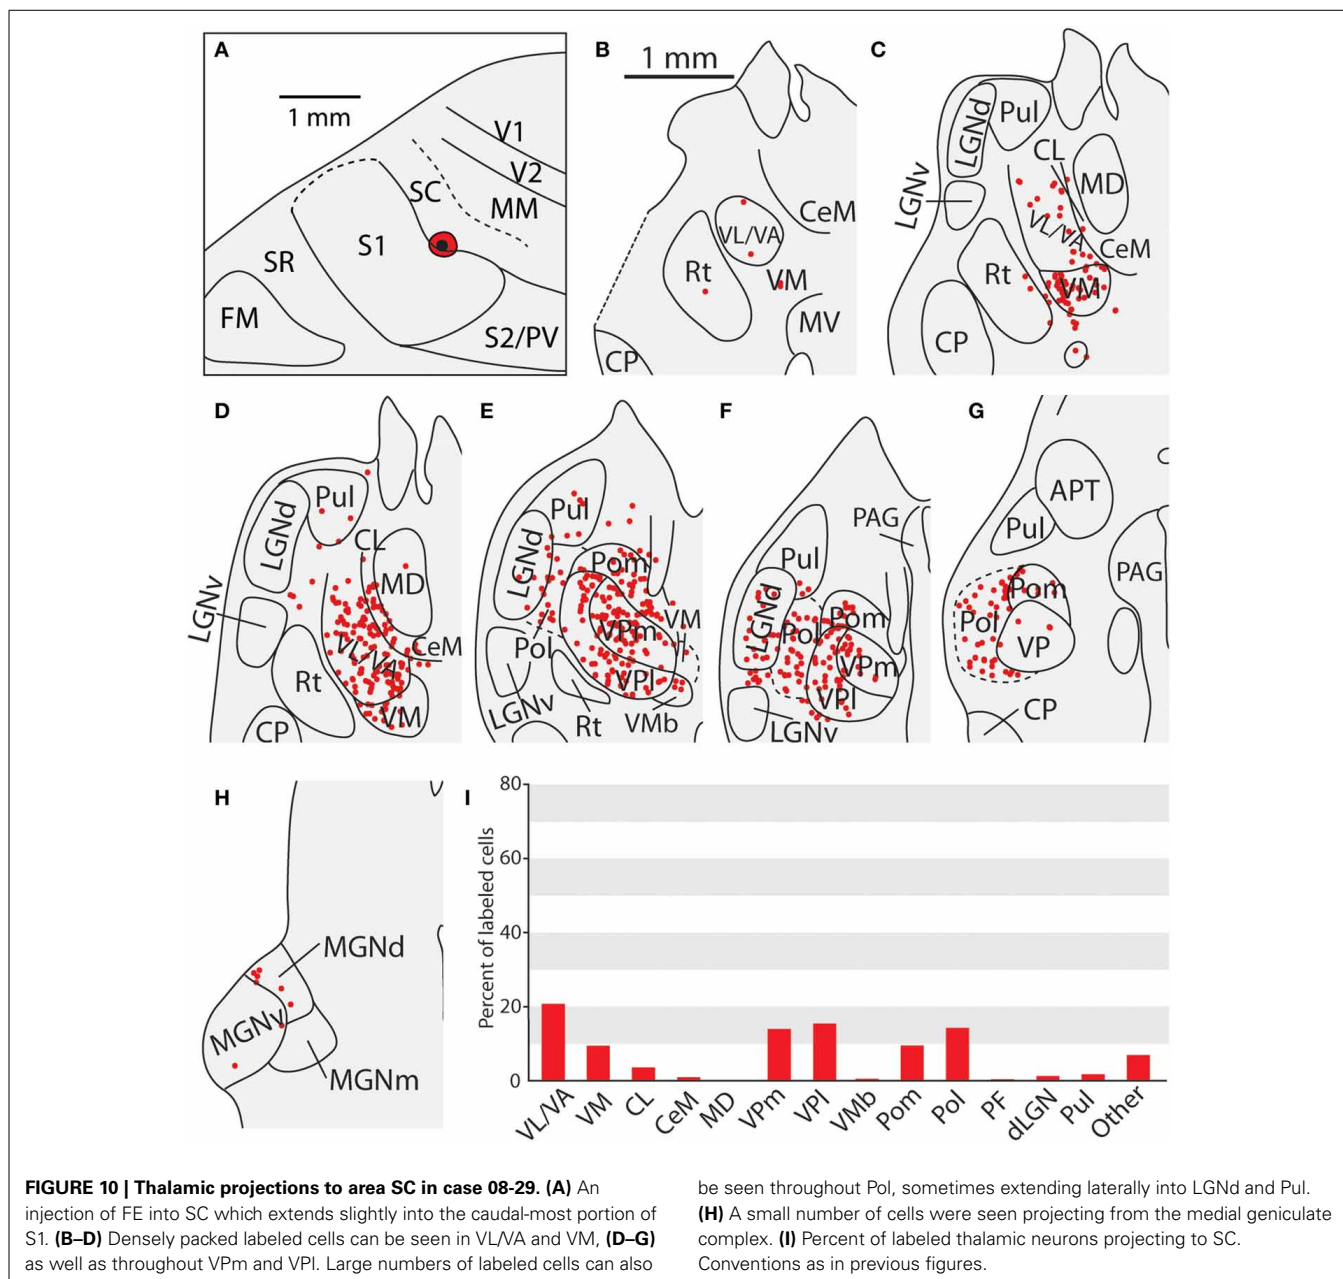 A
1 mm
V1
V2
SC
MM
S1
SR
FM
S2/PV
B
1 mm
CeM
VL/VA
Rt
VM
MV
CP
C
LGNd
Pul
CL
MD
LGNv
VL/VA
CeM
Rt
VM
CP
D
Pul
LGNd
CL
MD
LGNv
VL/VA
CeM
Rt
VM
CP
E
Pul
LGNd
Pom
VM
VPm
Pol
VPl
LGNv
Rt
VMb
F
PAG
Pul
LGNd
Pol
Pom
VPm
VPl
LGNv
G
APT
Pul
PAG
Pom
Pol
VP
CP
H
MGNd
MGNv
MGNm
I
Percent of labeled cells
80
60
40
20
0
VL/VA
VM
CL
CeM
MD
VPm
VPl
VMb
Pom
Pol
PF
dLGN
Pul
Other
FIGURE 10 | Thalamic projections to area SC in case 08-29. (A) An
injection of FE into SC which extends slightly into the caudal-most portion of
S1. (B–D) Densely packed labeled cells can be seen in VL/VA and VM, (D–G)
as well as throughout VPm and VPl. Large numbers of labeled cells can also
be seen throughout Pol, sometimes extending laterally into LGNd and Pul.
(H) A small number of cells were seen projecting from the medial geniculate
complex. (I) Percent of labeled thalamic neurons projecting to SC.
Conventions as in previous figures.